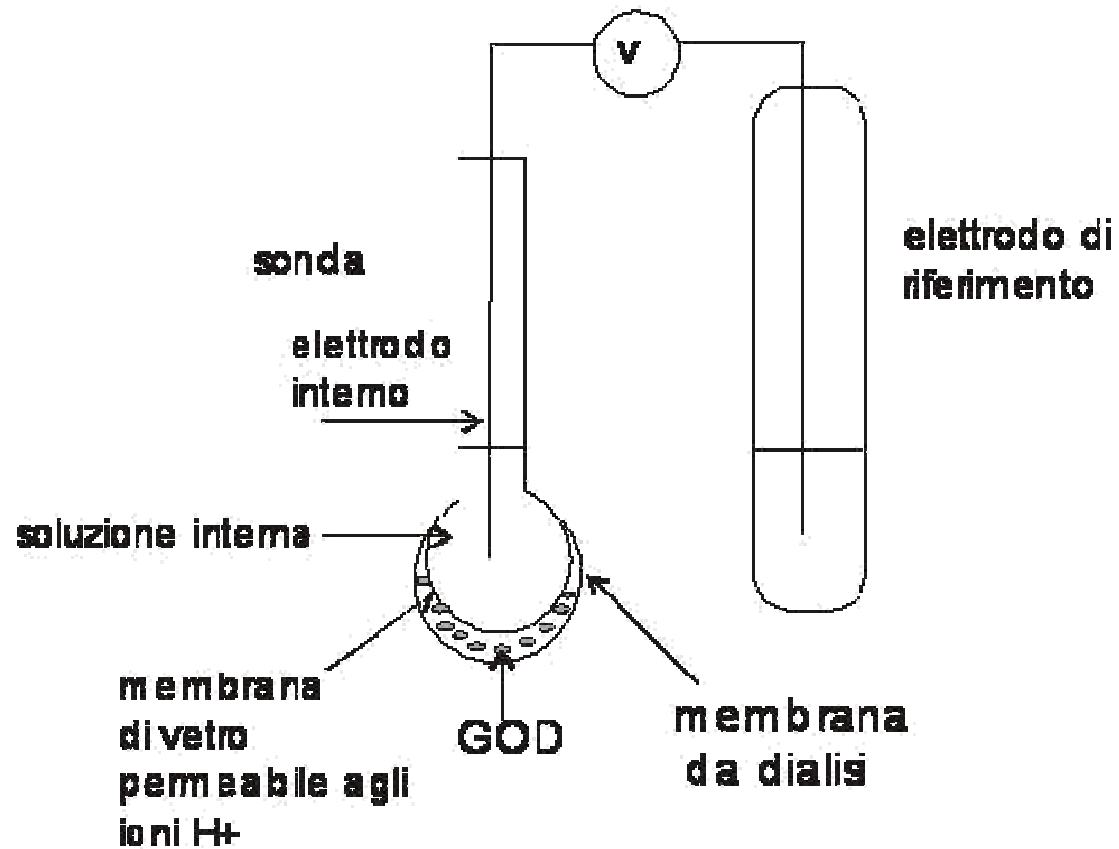 V
elettrodo di
riferimento
sonda
elettrodo
interno
soluzione interna
membrana
di vetro
permeabile agli
ioni H+
GOD
membrana
da dialisi